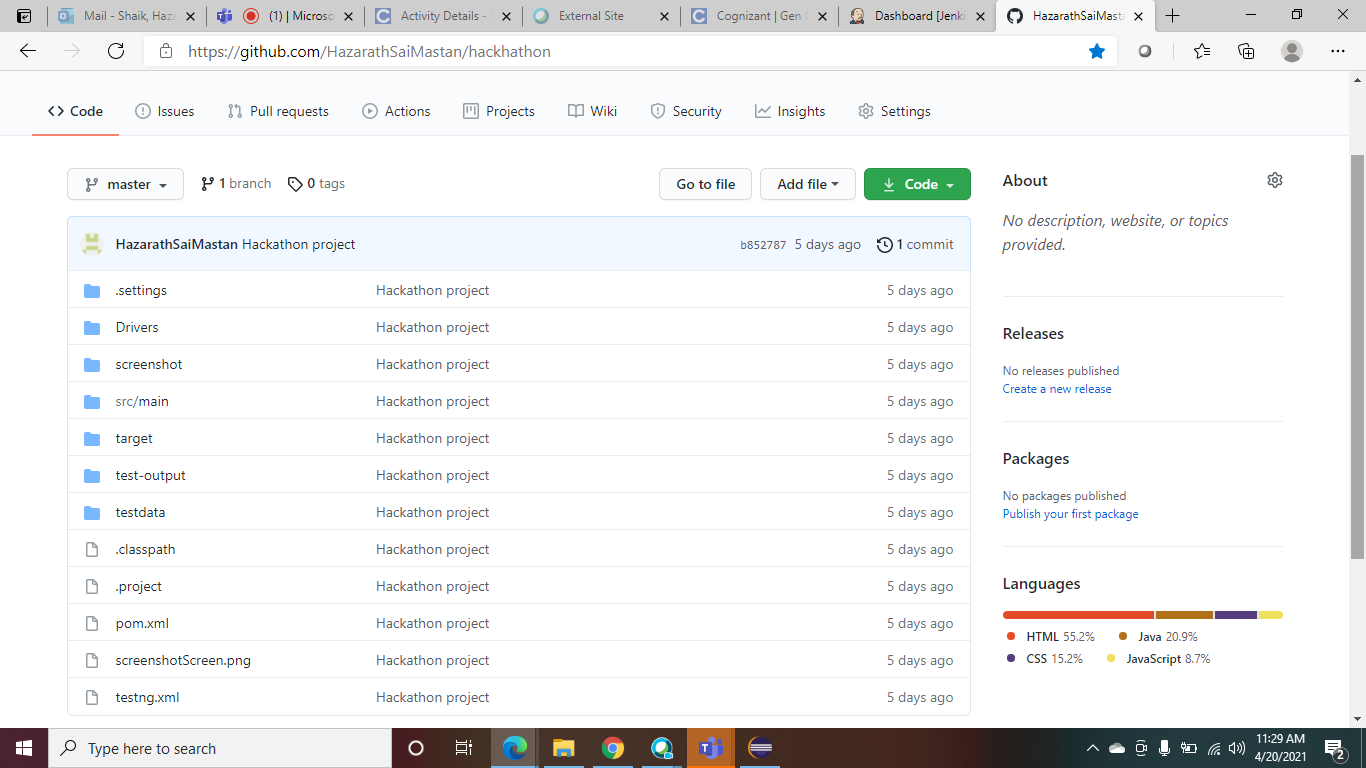 Mail - Shaik, Haza
(1) | Microso
Activity Details - S
External Site
Cognizant | Gen C
Dashboard [Jenki
HazarathSaiMasta
https://github.com/HazarathSaiMastan/hackhathon
Code Issues Pull requests Actions Projects Wiki Security Insights Settings
master 1 branch 0 tags Go to file Add file Code
HazarathSaiMastan Hackathon project b852787 5 days ago 1 commit
.settings Hackathon project 5 days ago
Drivers Hackathon project 5 days ago
screenshot Hackathon project 5 days ago
src/main Hackathon project 5 days ago
target Hackathon project 5 days ago
test-output Hackathon project 5 days ago
testdata Hackathon project 5 days ago
.classpath Hackathon project 5 days ago
.project Hackathon project 5 days ago
pom.xml Hackathon project 5 days ago
screenshotScreen.png Hackathon project 5 days ago
testng.xml Hackathon project 5 days ago
About
No description, website, or topics
provided.
Releases
No releases published
Create a new release
Packages
No packages published
Publish your first package
Languages
HTML 55.2% Java 20.9%
CSS 15.2% JavaScript 8.7%
Type here to search
11:29 AM
4/20/2021
2